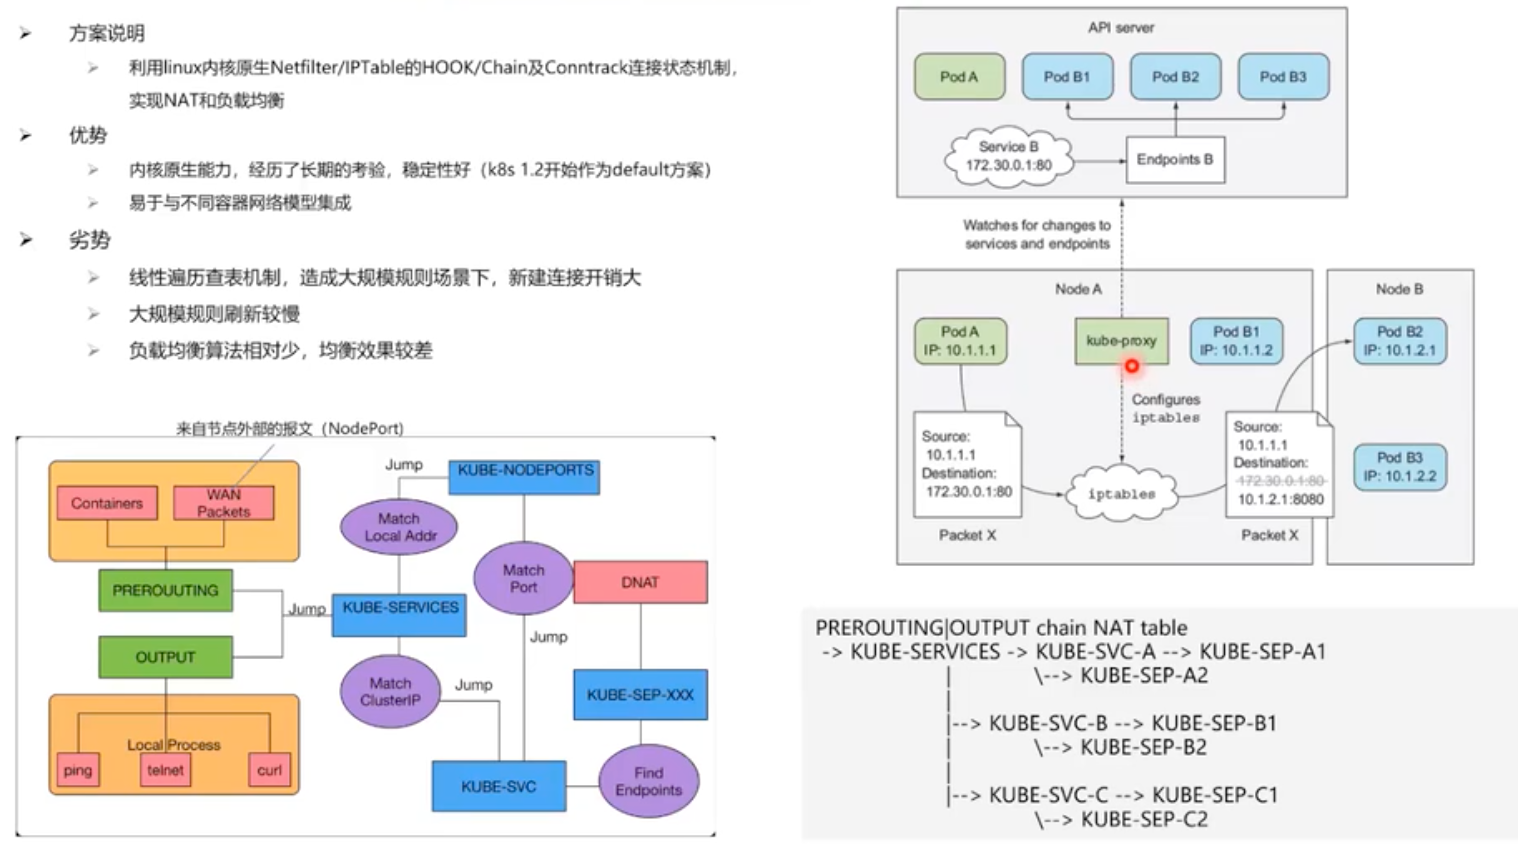 方案说明
利用linux内核原生Netfilter/IPTable的HOOK/Chain及Conntrack连接状态机制，
实现NAT和负载均衡
优势
内核原生能力，经历了长期的考验，稳定性好（k8s 1.2开始作为default方案）
易于与不同容器网络模型集成
劣势
线性遍历查表机制，造成大规模规则场景下，新建连接开销大
大规模规则刷新较慢
负载均衡算法相对少，均衡效果较差
来自节点外部的报文（NodePort）
Containers
WAN
Packets
PREROUUTING
OUTPUT
Local Process
ping
telnet
curl
Jump
Jump
KUBE-NODEPORTS
Match
Local Addr
KUBE-SERVICES
Match
ClusterIP
Jump
Match
Port
Jump
DNAT
KUBE-SEP-XXX
KUBE-SVC
Find
Endpoints
API server
Pod A
Pod B1
Pod B2
Pod B3
Service B
172.30.0.1:80
Endpoints B
Watches for changes to
services and endpoints
Node A
Node B
Pod A
IP: 10.1.1.1
kube-proxy
Pod B1
IP: 10.1.1.2
Pod B2
IP: 10.1.2.1
Configures
iptables
Source:
10.1.1.1
Destination:
172.30.0.1:80
Packet X
iptables
Source:
10.1.1.1
Destination:
172.30.0.1:80
10.1.2.1:8080
Packet X
Pod B3
IP: 10.1.2.2
PREROUTING|OUTPUT chain NAT table
-> KUBE-SERVICES -> KUBE-SVC-A --> KUBE-SEP-A1
| \--> KUBE-SEP-A2
|
|--> KUBE-SVC-B --> KUBE-SEP-B1
| \--> KUBE-SEP-B2
|
|--> KUBE-SVC-C --> KUBE-SEP-C1
\--> KUBE-SEP-C2